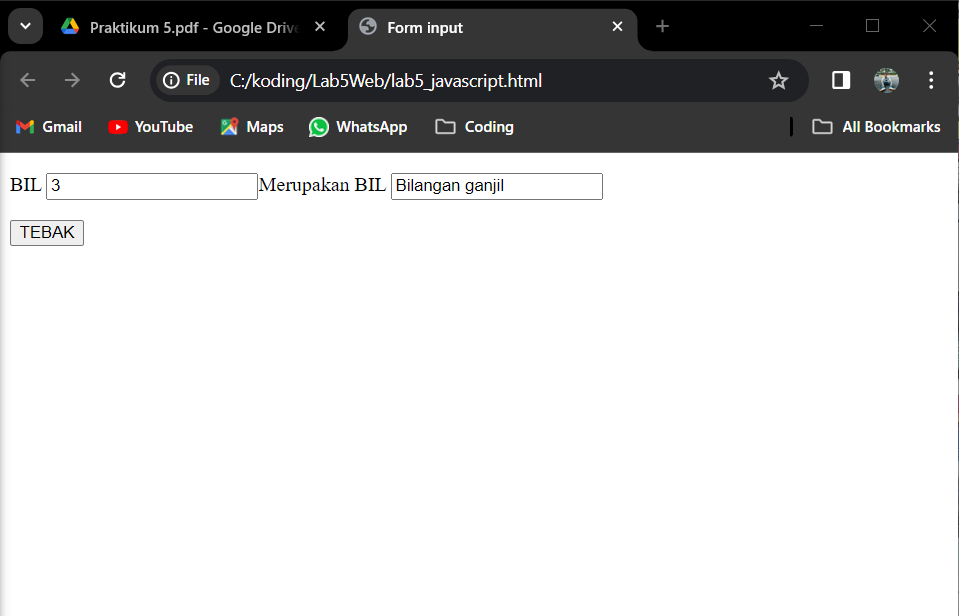 Praktikum 5.pdf - Google Drive
Form input
File
C:/koding/Lab5Web/lab5_javascript.html
Gmail
YouTube
Maps
WhatsApp
Coding
All Bookmarks
BIL 3 Merupakan BIL Bilangan ganjil
TEBAK